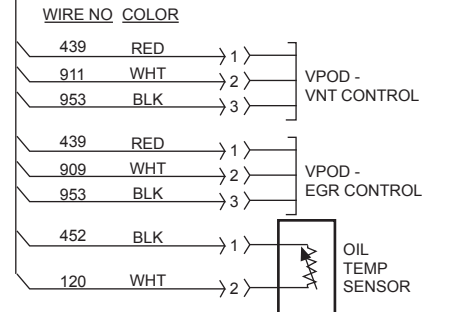 WIRE NO COLOR
439 RED 1
911 WHT 2
953 BLK 3
VPOD -
VNT CONTROL
439 RED 1
909 WHT 2
953 BLK 3
VPOD -
EGR CONTROL
452 BLK 1
120 WHT 2
OIL
TEMP
SENSOR